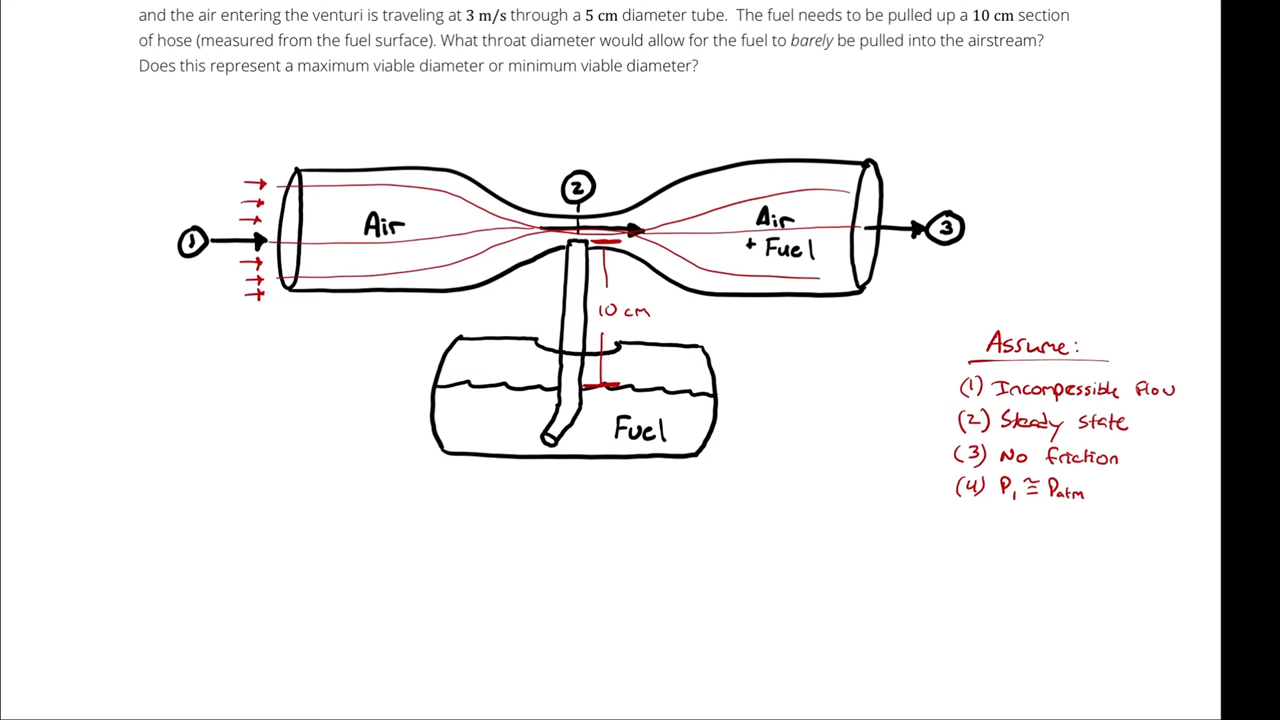 and the air entering the venturi is traveling at 3 m/s through a 5 cm diameter tube. The fuel needs to be pulled up a 10 cm section
of hose (measured from the fuel surface). What throat diameter would allow for the fuel to barely be pulled into the airstream?
Does this represent a maximum viable diameter or minimum viable diameter?
2
Air
Air
+ Fuel
1
3
10 cm
Fuel
Assume:
(1) Incompessible flow
(2) Steady state
(3) No friction
(4) P₁ ≅ Patm